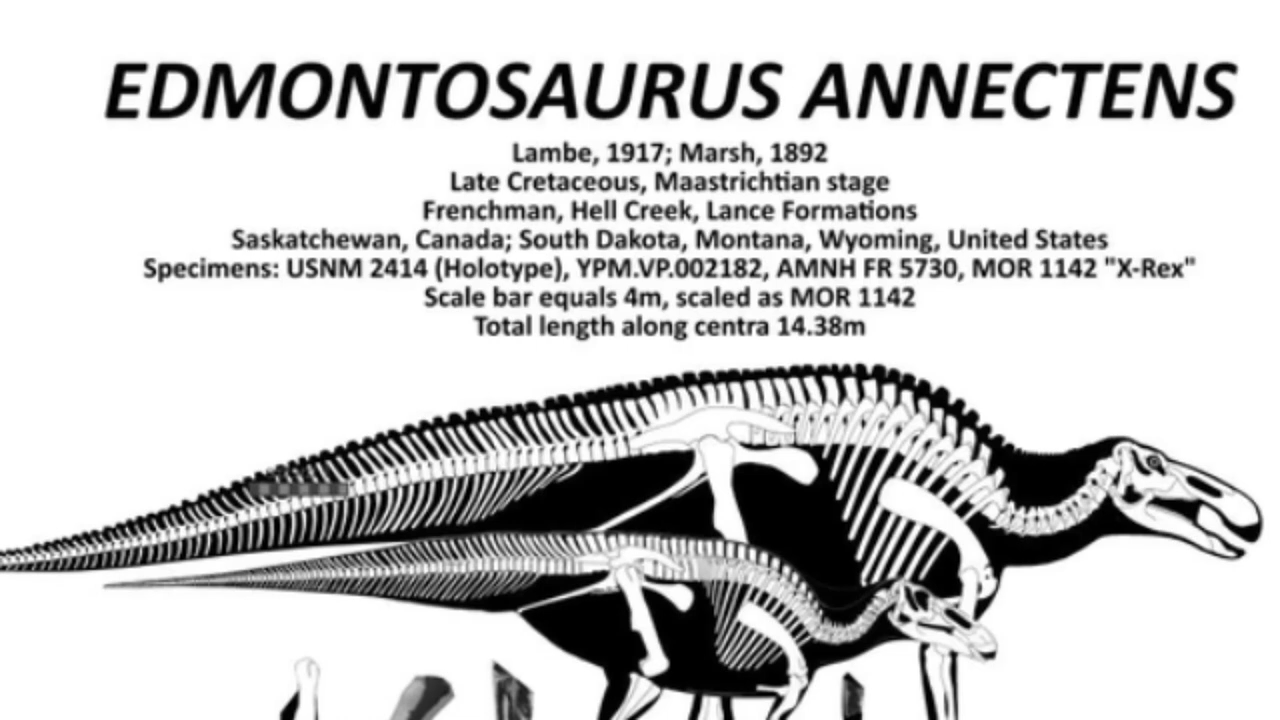 EDMONTOSAURUS ANNECTENS
Lambe, 1917; Marsh, 1892
Late Cretaceous, Maastrichtian stage
Frenchman, Hell Creek, Lance Formations
Saskatchewan, Canada; South Dakota, Montana, Wyoming, United States
Specimens: USNM 2414 (Holotype), YPM.VP.002182, AMNH FR 5730, MOR 1142 "X-Rex"
Scale bar equals 4m, scaled as MOR 1142
Total length along centra 14.38m